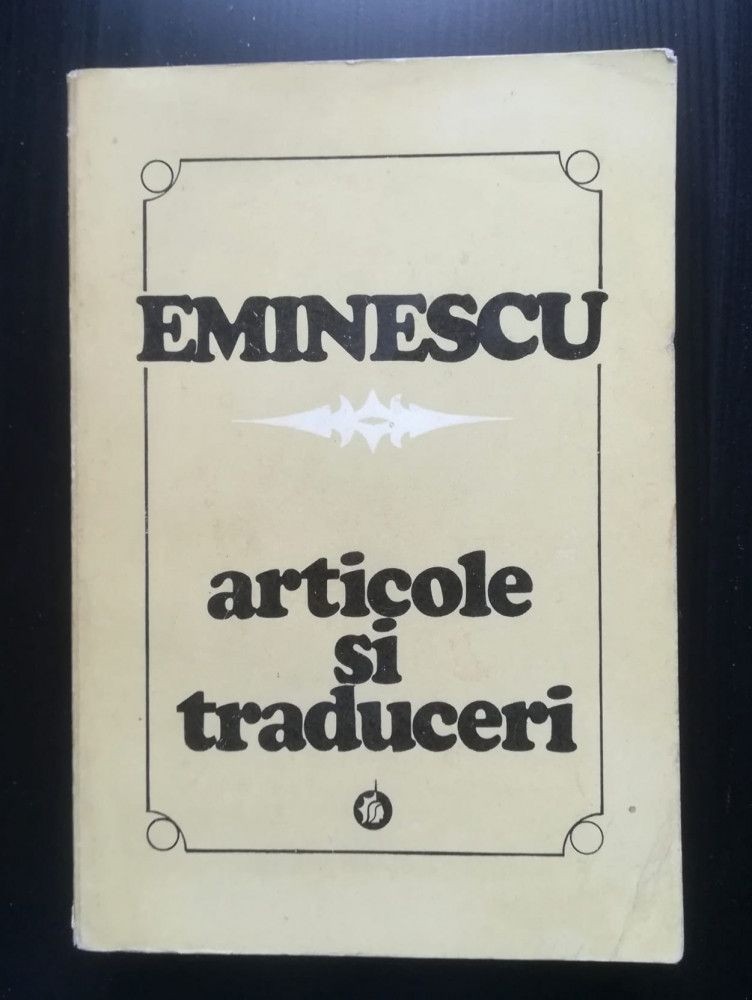 EMINESCU
articole
si
traduceri